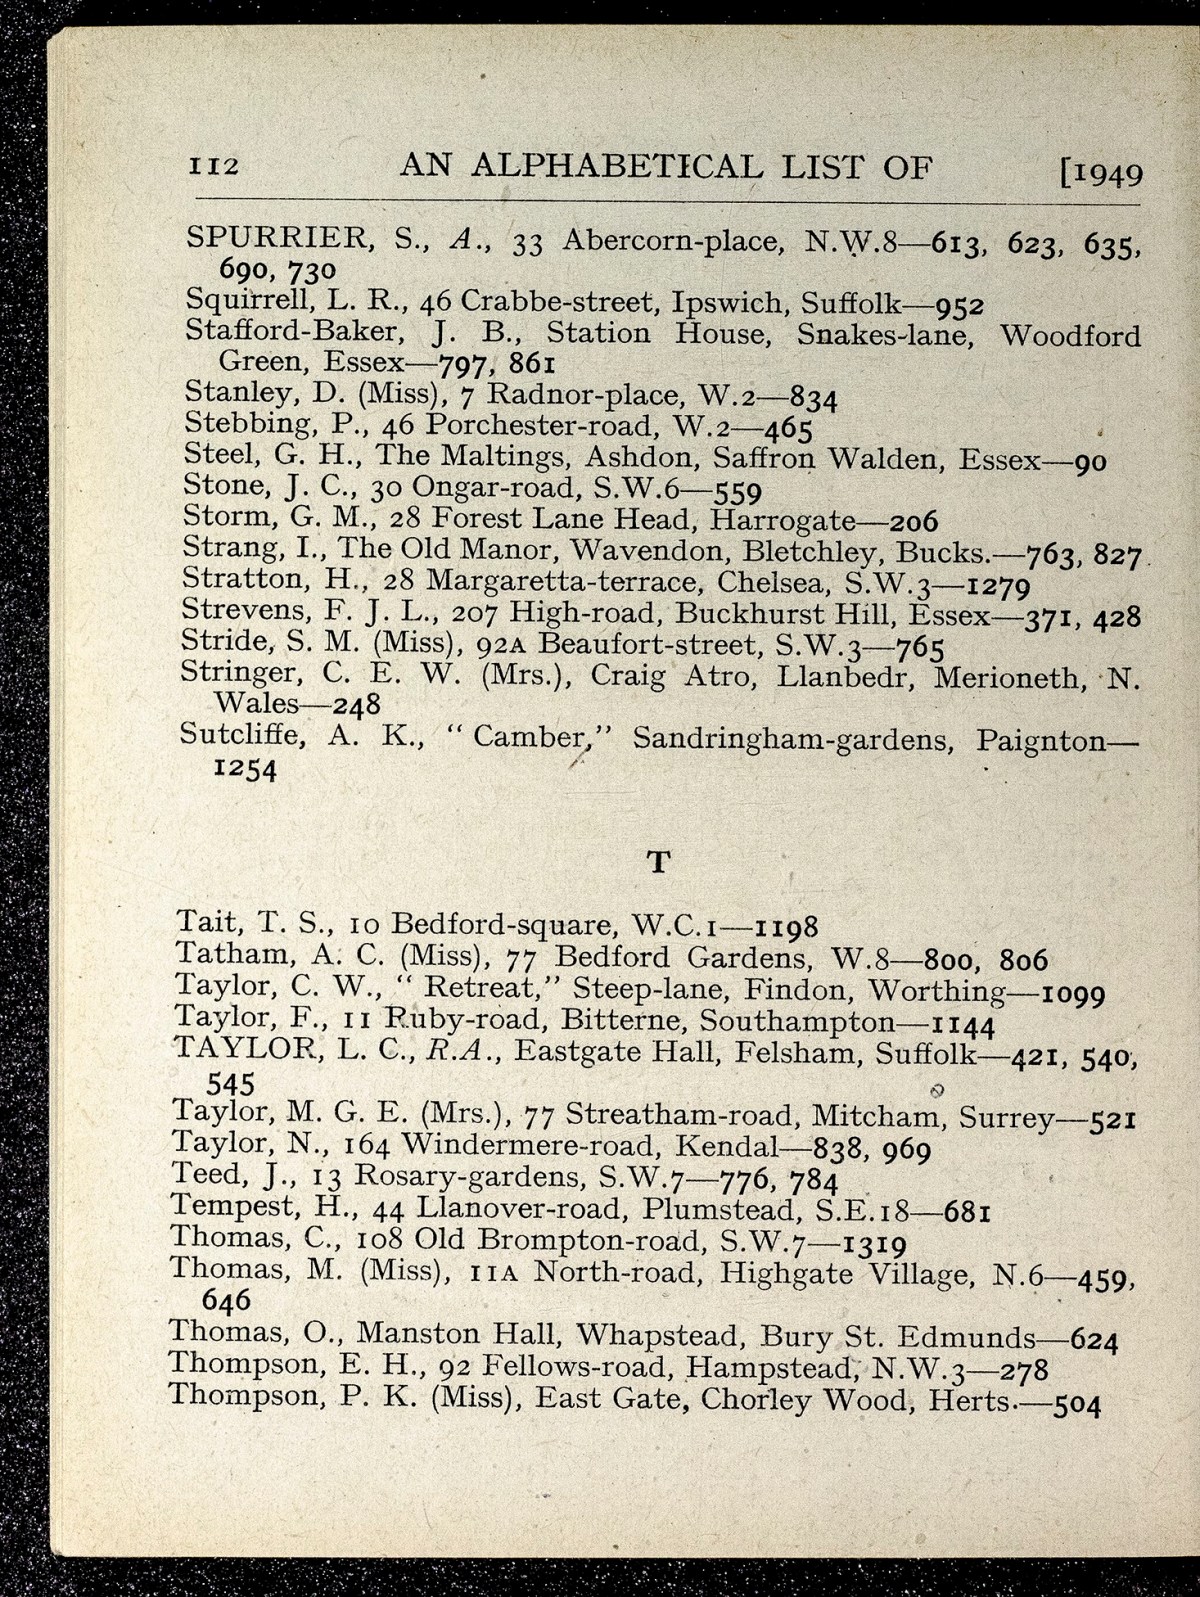 112 AN ALPHABETICAL LIST OF [1949
SPURRIER, S., A., 33 Abercorn-place, N.W.8—613, 623, 635,
690, 730
Squirrell, L. R., 46 Crabbe-street, Ipswich, Suffolk—952
Stafford-Baker, J. B., Station House, Snakes-lane, Woodford
Green, Essex—797, 861
Stanley, D. (Miss), 7 Radnor-place, W.2—834
Stebbing, P., 46 Porchester-road, W.2—465
Steel, G. H., The Maltings, Ashdon, Saffron Walden, Essex—90
Stone, J. C., 30 Ongar-road, S.W.6—559
Storm, G. M., 28 Forest Lane Head, Harrogate—206
Strang, I., The Old Manor, Wavendon, Bletchley, Bucks.—763, 827
Stratton, H., 28 Margaretta-terrace, Chelsea, S.W.3—1279
Strevens, F. J. L., 207 High-road, Buckhurst Hill, Essex—371, 428
Stride, S. M. (Miss), 92A Beaufort-street, S.W.3—765
Stringer, C. E. W. (Mrs.), Craig Atro, Llanbedr, Merioneth, N.
Wales—248
Sutcliffe, A. K., “ Camber,” Sandringham-gardens, Paignton—
1254
T
Tait, T. S., 10 Bedford-square, W.C.1—1198
Tatham, A. C. (Miss), 77 Bedford Gardens, W.8—800, 806
Taylor, C. W., “ Retreat,” Steep-lane, Findon, Worthing—1099
Taylor, F., 11 Ruby-road, Bitterne, Southampton—1144
TAYLOR, L. C., R.A., Eastgate Hall, Felsham, Suffolk—421, 540,
545
Taylor, M. G. E. (Mrs.), 77 Streatham-road, Mitcham, Surrey—521
Taylor, N., 164 Windermere-road, Kendal—838, 969
Teed, J., 13 Rosary-gardens, S.W.7—776, 784
Tempest, H., 44 Llanover-road, Plumstead, S.E.18—681
Thomas, C., 108 Old Brompton-road, S.W.7—1319
Thomas, M. (Miss), 11A North-road, Highgate Village, N.6—459,
646
Thomas, O., Manston Hall, Whapstead, Bury St. Edmunds—624
Thompson, E. H., 92 Fellows-road, Hampstead, N.W.3—278
Thompson, P. K. (Miss), East Gate, Chorley Wood, Herts.—504